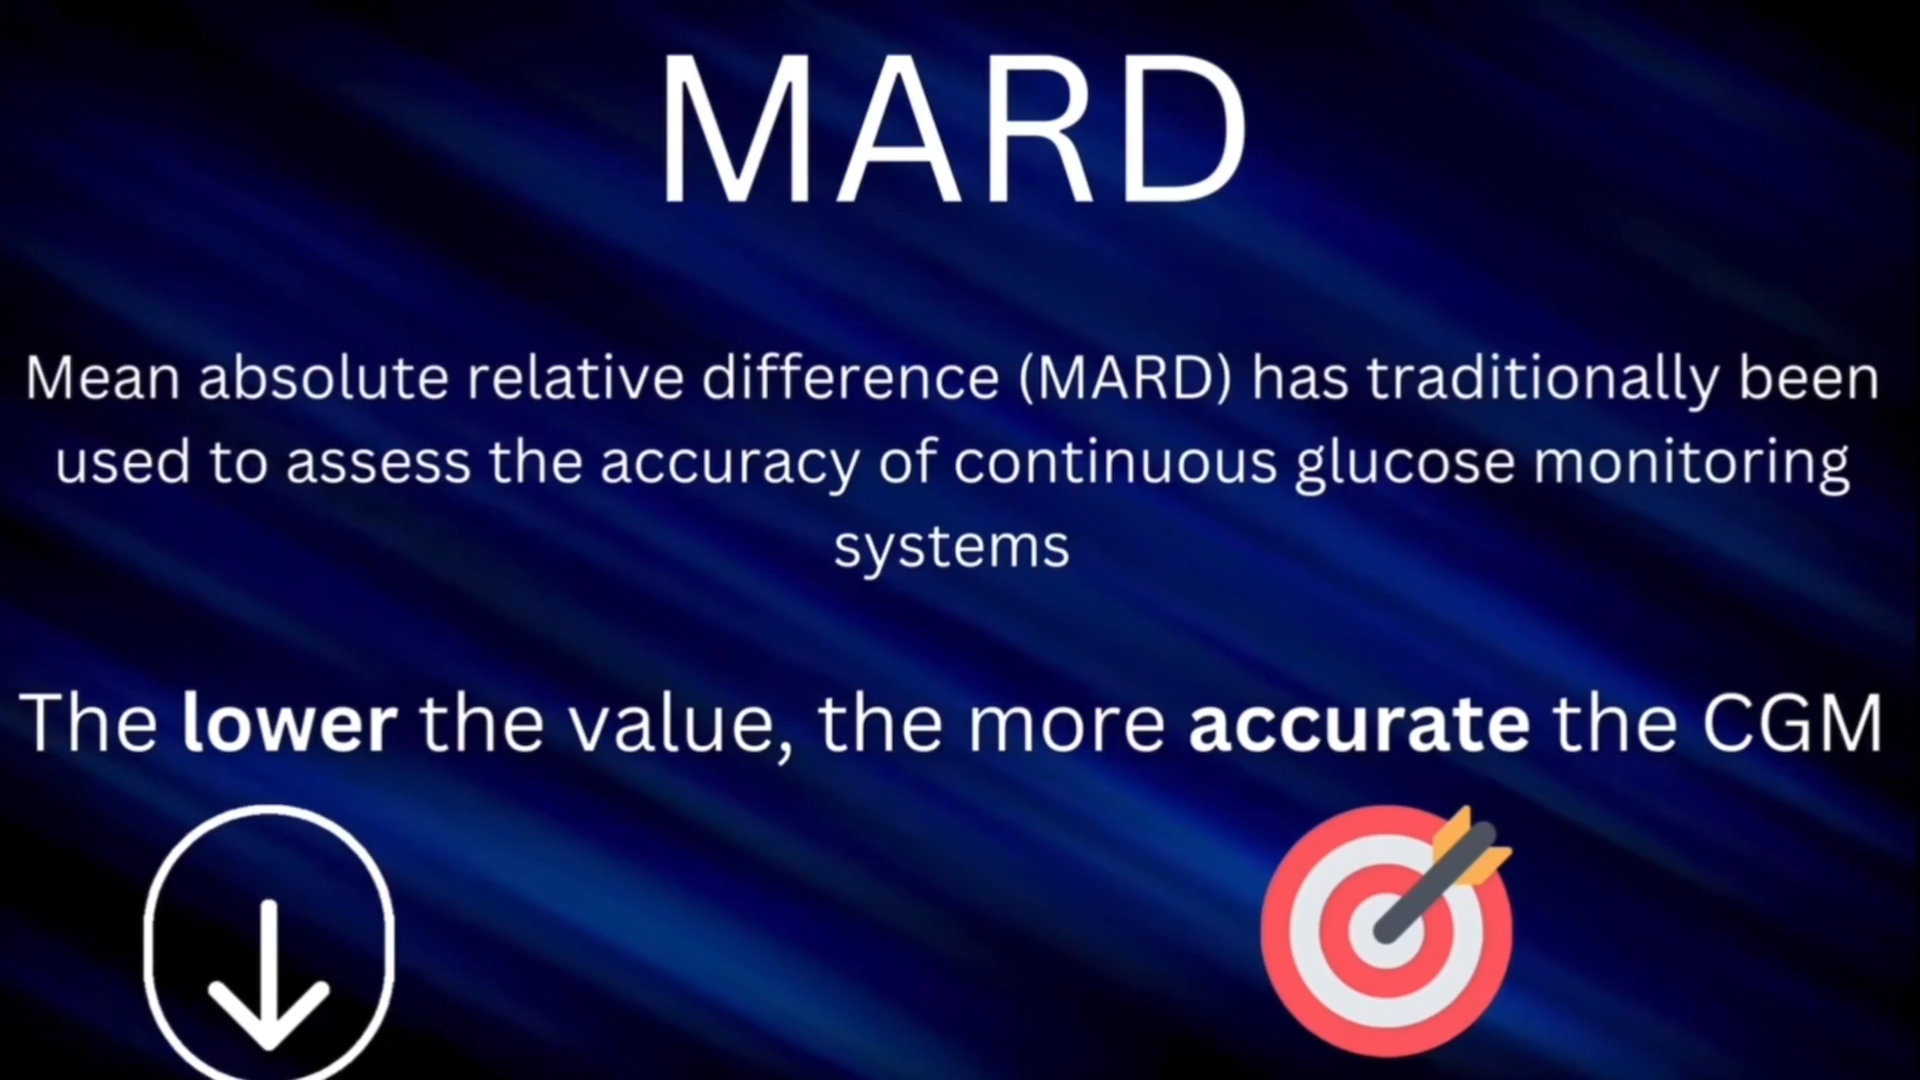 MARD
Mean absolute relative difference (MARD) has traditionally been
used to assess the accuracy of continuous glucose monitoring
systems
The lower the value, the more accurate the CGM